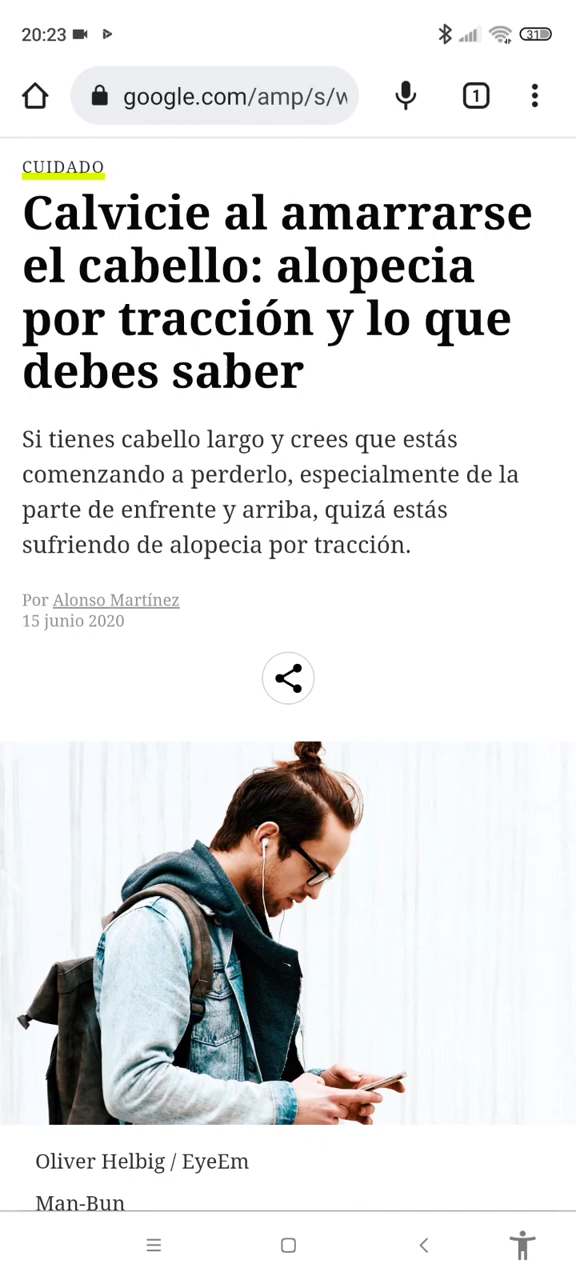 20:23
31
google.com/amp/s/w
1
CUIDADO
Calvicie al amarrarse
el cabello: alopecia
por tracción y lo que
debes saber
Si tienes cabello largo y crees que estás
comenzando a perderlo, especialmente de la
parte de enfrente y arriba, quizá estás
sufriendo de alopecia por tracción.
Por Alonso Martínez
15 junio 2020
Oliver Helbig / EyeEm
Man-Bun